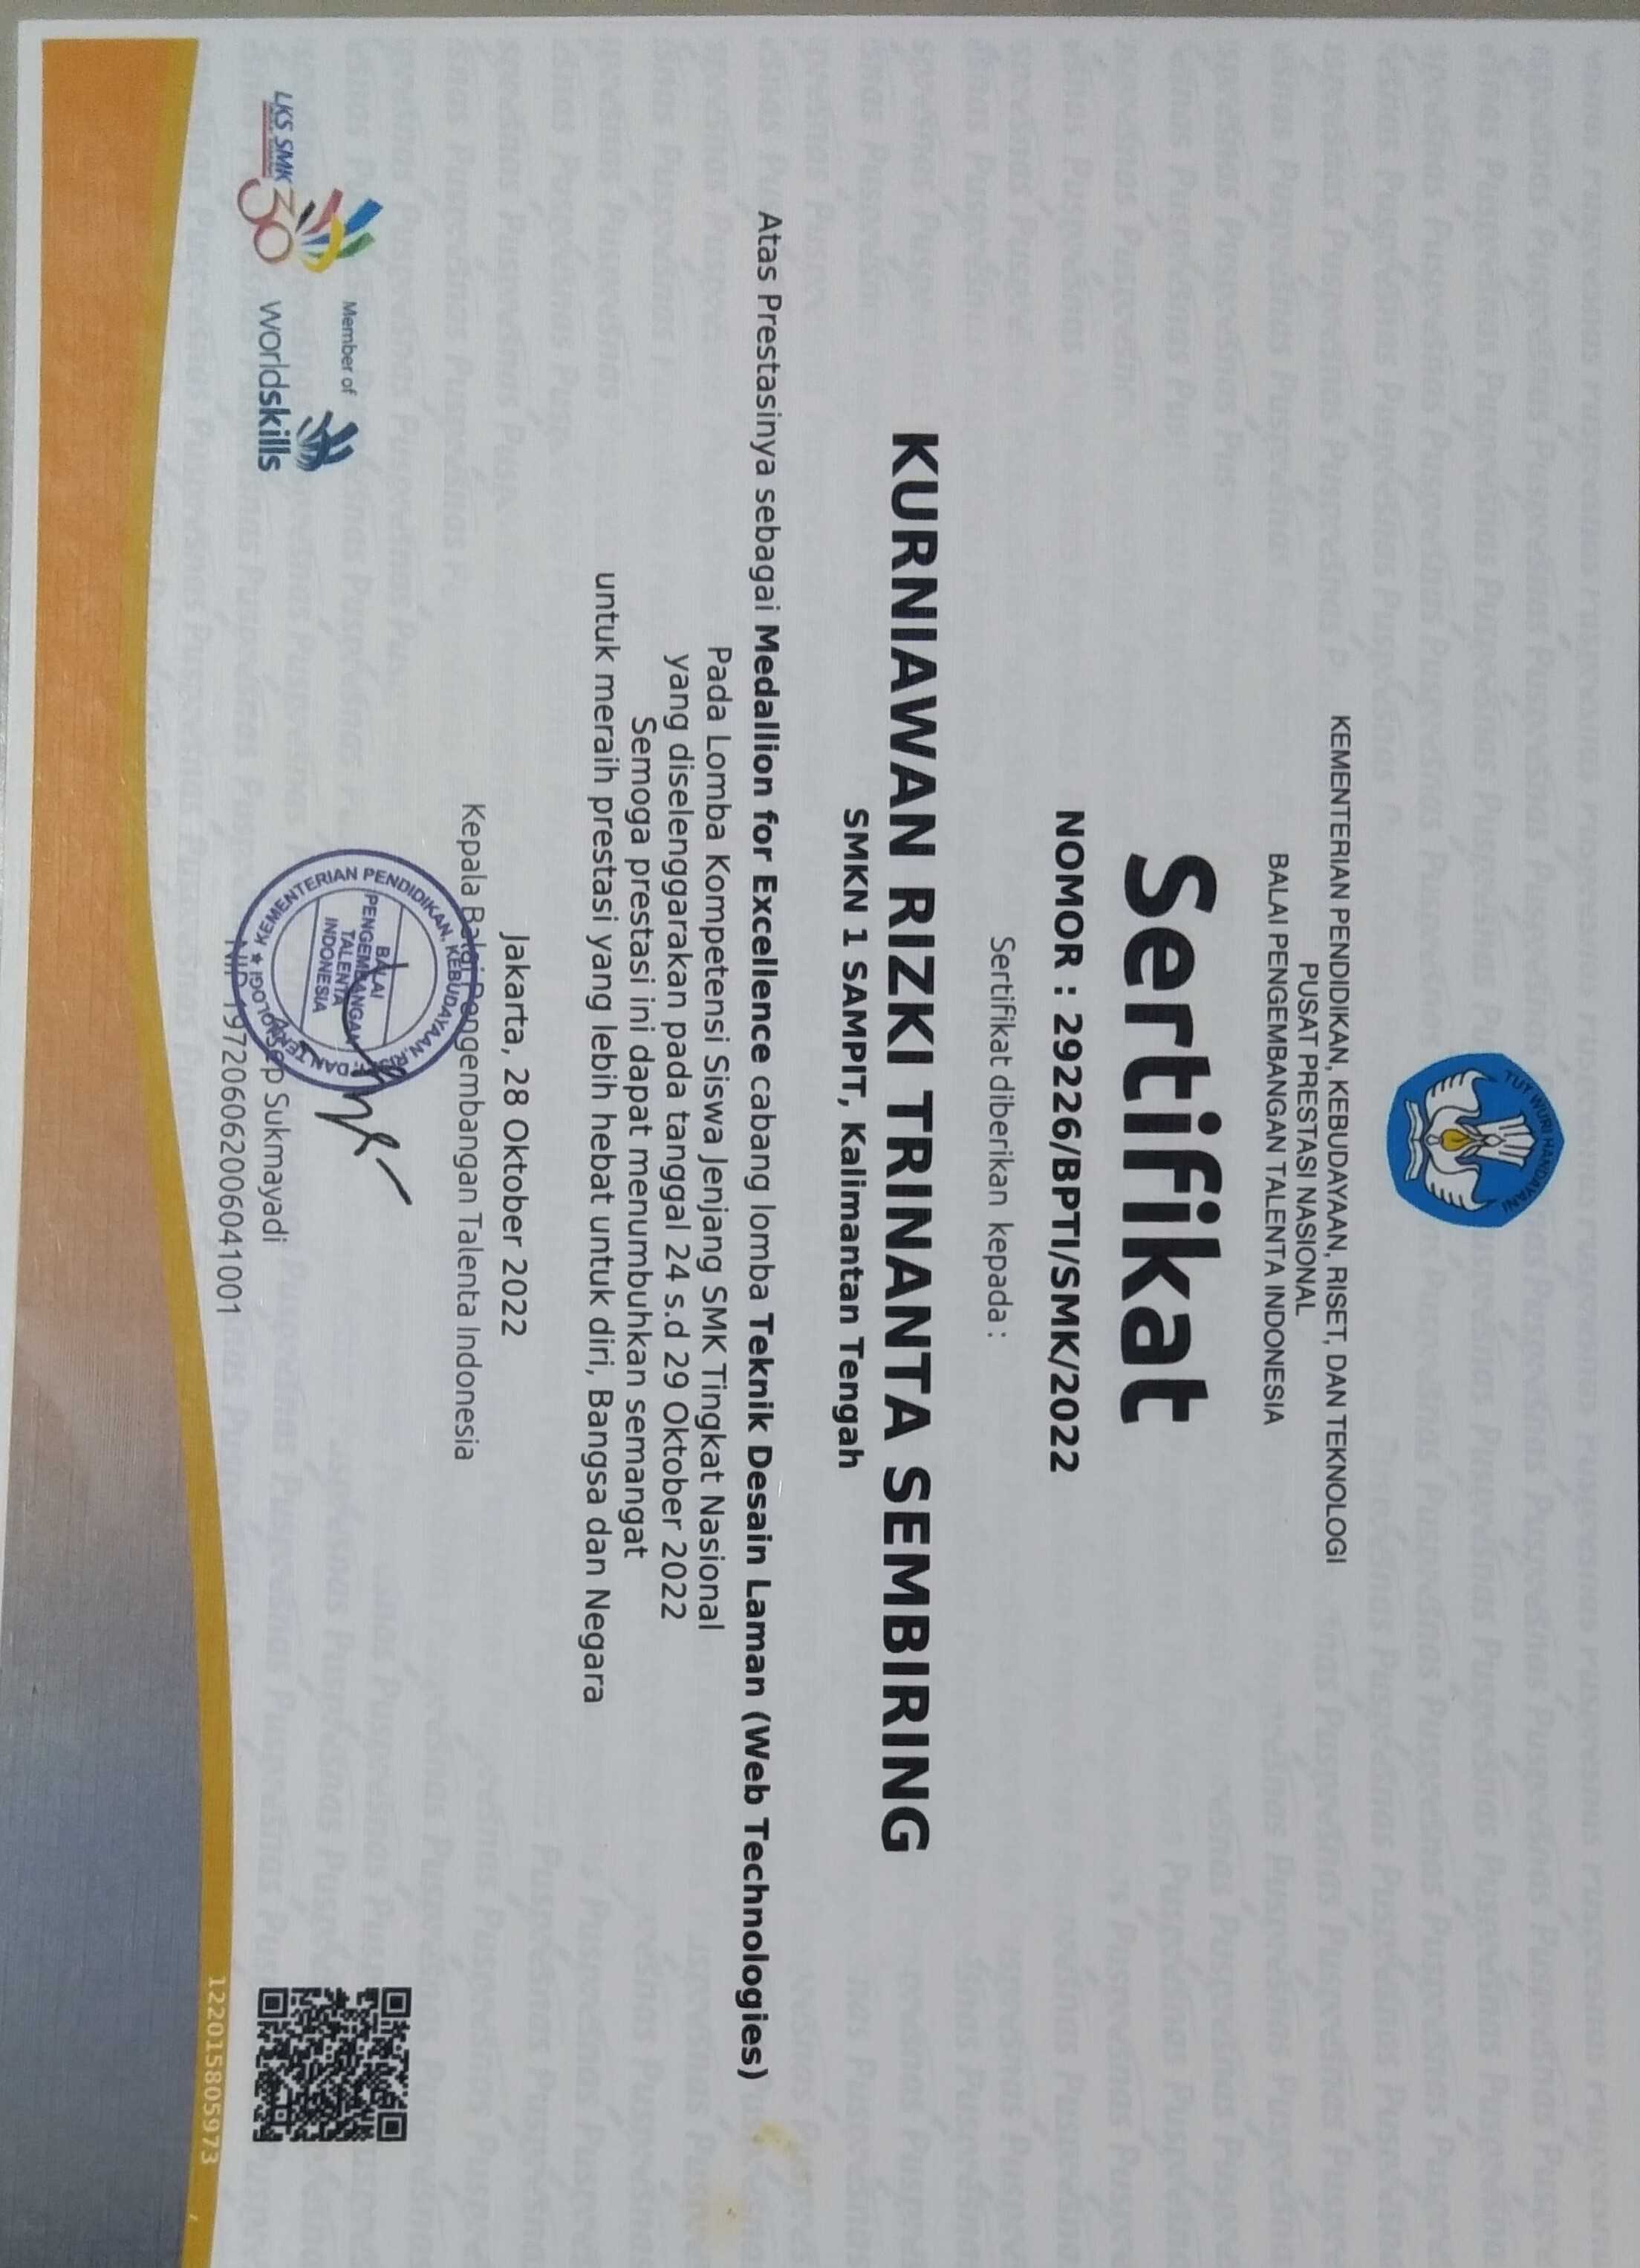 TUT WURI HANDAYANI
KEMENTERIAN PENDIDIKAN, KEBUDAYAAN, RISET, DAN TEKNOLOGI
PUSAT PRESTASI NASIONAL
BALAI PENGEMBANGAN TALENTA INDONESIA
Sertifikat
NOMOR : 29226/BPTI/SMK/2022
Sertifikat diberikan kepada :
KURNIAWAN RIZKI TRINANTA SEMBIRING
SMKN 1 SAMPIT, Kalimantan Tengah
Atas Prestasinya sebagai Medallion for Excellence cabang lomba Teknik Desain Laman (Web Technologies)
Pada Lomba Kompetensi Siswa Jenjang SMK Tingkat Nasional
yang diselenggarakan pada tanggal 24 s.d 29 Oktober 2022
Semoga prestasi ini dapat menumbuhkan semangat
untuk meraih prestasi yang lebih hebat untuk diri, Bangsa dan Negara
Jakarta, 28 Oktober 2022
Kepala Balai Pengembangan Talenta Indonesia
KEMENTERIAN PENDIDIKAN, KEBUDAYAAN, RISET, DAN TEKNOLOGI
BALAI
PENGEMBANGAN
TALENTA
INDONESIA
Asep Sukmayadi
NIP 197206062006041001
LKS SMK 30
Member of
worldskills
122015805973